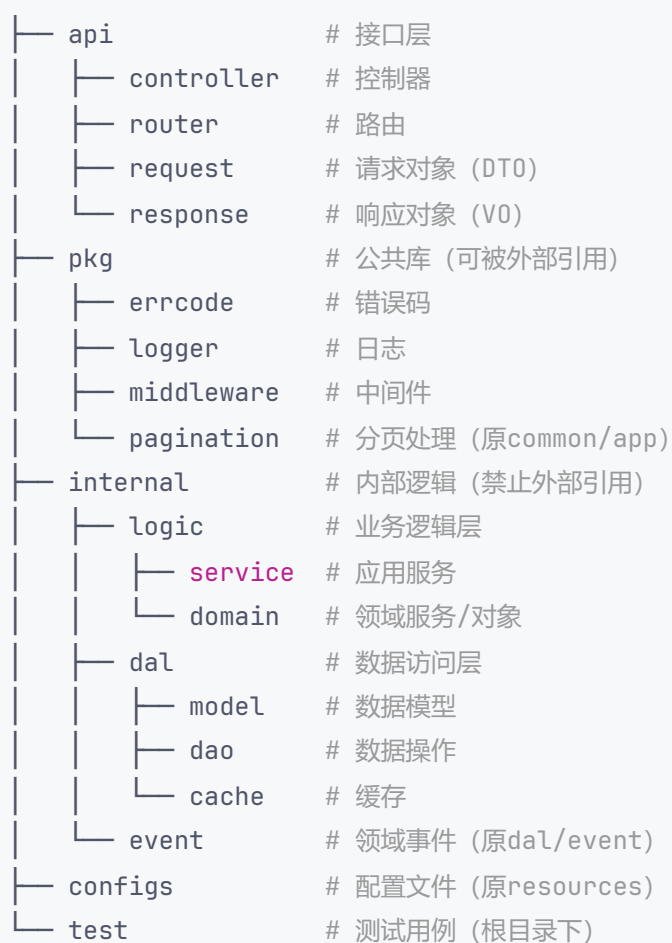 ├── api              # 接口层
│   ├── controller   # 控制器
│   ├── router       # 路由
│   ├── request      # 请求对象 (DTO)
│   └── response     # 响应对象 (VO)
├── pkg              # 公共库 (可被外部引用)
│   ├── errcode      # 错误码
│   ├── logger       # 日志
│   ├── middleware   # 中间件
│   └── pagination   # 分页处理 (原common/app)
├── internal         # 内部逻辑 (禁止外部引用)
│   ├── logic        # 业务逻辑层
│   │   ├── service  # 应用服务
│   │   └── domain   # 领域服务/对象
│   ├── dal          # 数据访问层
│   │   ├── model    # 数据模型
│   │   ├── dao      # 数据操作
│   │   └── cache    # 缓存
│   └── event        # 领域事件 (原dal/event)
├── configs          # 配置文件 (原resources)
└── test             # 测试用例 (根目录下)